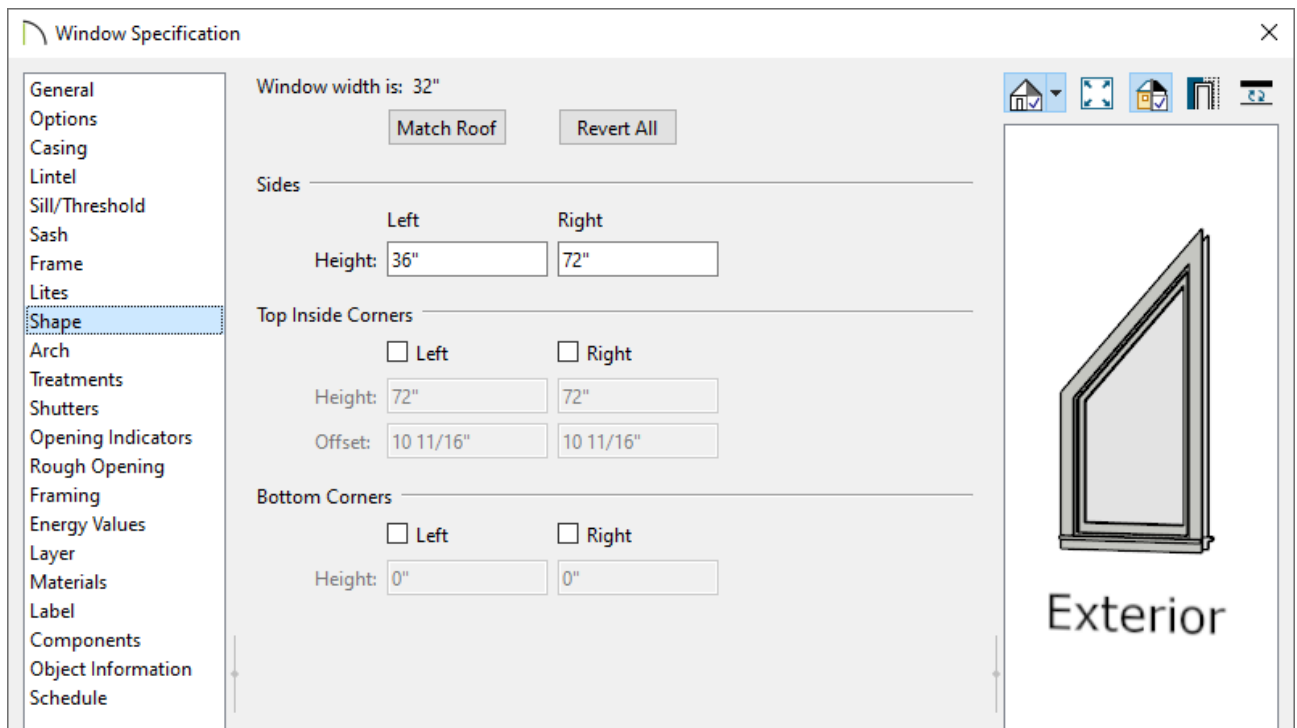 Window Specification
General
Options
Casing
Lintel
Sill/Threshold
Sash
Frame
Lites
Shape
Arch
Treatments
Shutters
Opening Indicators
Rough Opening
Framing
Energy Values
Layer
Materials
Label
Components
Object Information
Schedule
Window width is: 32"
Match Roof Revert All
Sides
Left Right
Height: 36" 72"
Top Inside Corners
Left Right
Height: 72" 72"
Offset: 10 11/16" 10 11/16"
Bottom Corners
Left Right
Height: 0" 0"
Exterior